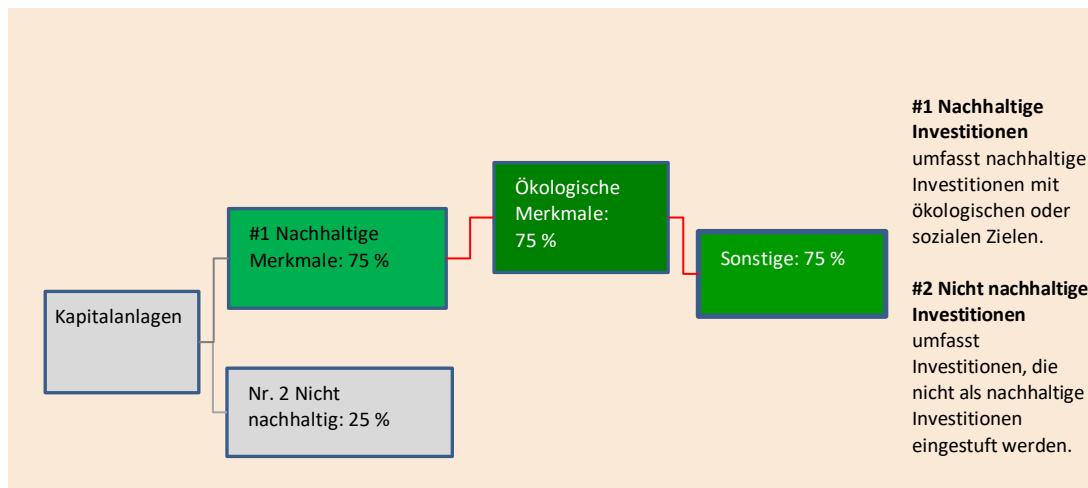 Kapitalanlagen
#1 Nachhaltige
Merkmale: 75 %
Nr. 2 Nicht
nachhaltig: 25 %
Ökologische
Merkmale:
75 %
Sonstige: 75 %
#1 Nachhaltige
Investitionen
umfasst nachhaltige
Investitionen mit
ökologischen oder
sozialen Zielen.
#2 Nicht nachhaltige
Investitionen
umfasst
Investitionen, die
nicht als nachhaltige
Investitionen
eingestuft werden.